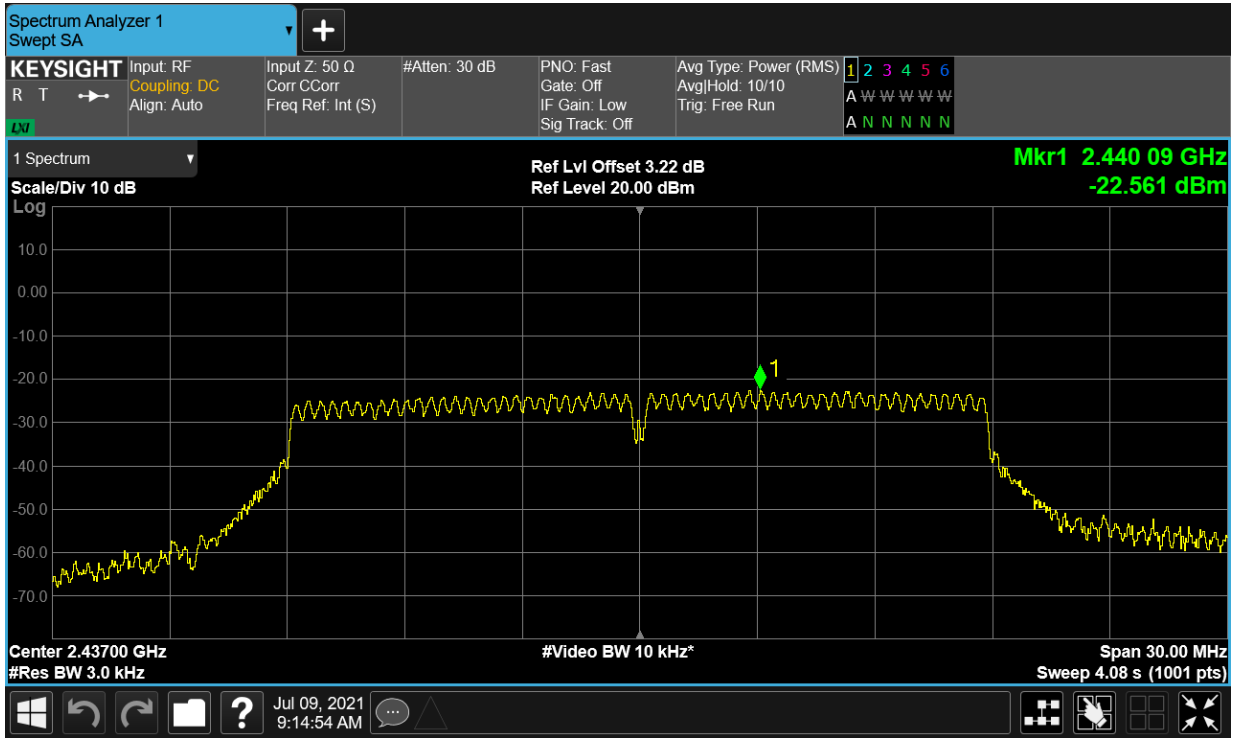 Spectrum Analyzer 1
Swept SA
KEYSIGHT
R T
LXI
Input: RF
Coupling: DC
Align: Auto
Input Z: 50 Ω
Corr CCorr
Freq Ref: Int (S)
#Atten: 30 dB
PNO: Fast
Gate: Off
IF Gain: Low
Sig Track: Off
Avg Type: Power (RMS)
Avg|Hold: 10/10
Trig: Free Run
1 2 3 4 5 6
A W W W W W
A N N N N N
1 Spectrum
Scale/Div 10 dB
Log
Ref Lvl Offset 3.22 dB
Ref Level 20.00 dBm
Mkr1 2.440 09 GHz
-22.561 dBm
10.0
0.00
-10.0
-20.0
-30.0
-40.0
-50.0
-60.0
-70.0
1
Center 2.43700 GHz
#Res BW 3.0 kHz
#Video BW 10 kHz*
Span 30.00 MHz
Sweep 4.08 s (1001 pts)
?
Jul 09, 2021
9:14:54 AM